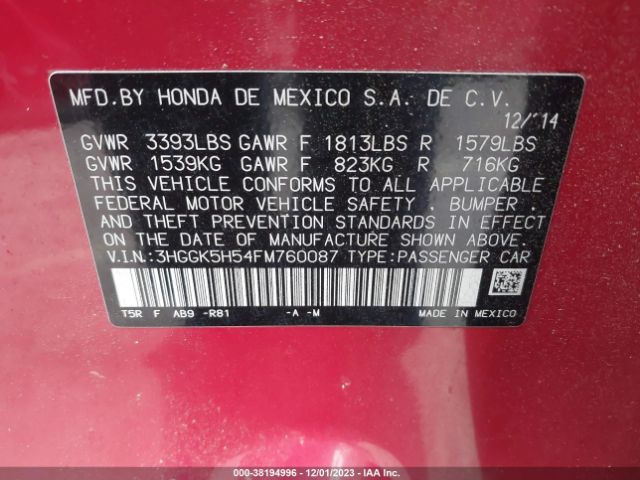 MFD.BY HONDA DE MEXICO S.A. DE C.V.
12/14
GVWR 3393LBS GAWR F 1813LBS R 1579LBS
GVWR 1539KG GAWR F 823KG R 716KG
THIS VEHICLE CONFORMS TO ALL APPLICABLE
FEDERAL MOTOR VEHICLE SAFETY . BUMPER .
AND THEFT PREVENTION STANDARDS IN EFFECT
ON THE DATE OF MANUFACTURE SHOWN ABOVE.
V.I.N.:3HGGK5H54FM760087 TYPE:PASSENGER CAR
T5R F AB9 -R81 -A -M MADE IN MEXICO
000-38194996 - 12/01/2023 - IAA Inc.